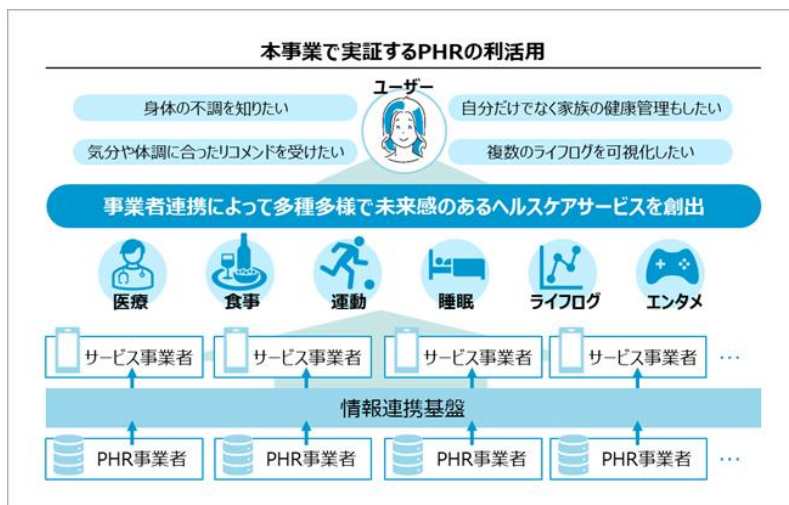 本事業で実証するPHRの利活用
ユーザー
身体の不調を知りたい
自分だけでなく家族の健康管理もしたい
気分や体調に合ったリコメンドを受けたい
複数のライフログを可視化したい
事業者連携によって多種多様で未来感のあるヘルスケアサービスを創出
医療
食事
運動
睡眠
ライフログ
エンタメ
サービス事業者
サービス事業者
サービス事業者
サービス事業者
…
情報連携基盤
PHR事業者
PHR事業者
PHR事業者
PHR事業者
…